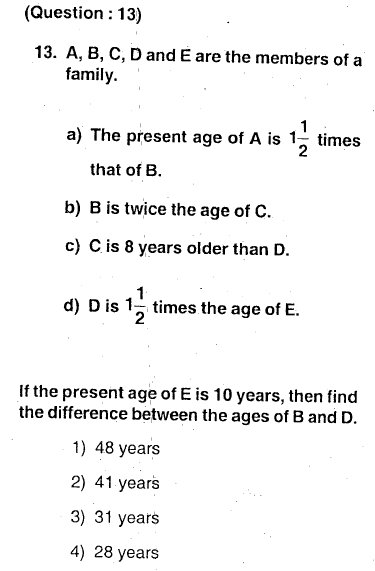 (Question : 13)
13. A, B, C, D and E are the members of a
family.
a) The present age of A is 1 1/2 times
that of B.
b) B is twice the age of C.
c) C is 8 years older than D.
d) D is 1 1/2 times the age of E.
If the present age of E is 10 years, then find
the difference between the ages of B and D.
1) 48 years
2) 41 years
3) 31 years
4) 28 years